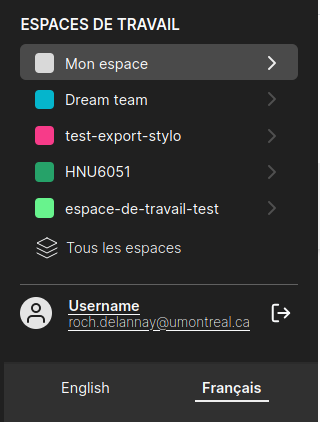 ESPACES DE TRAVAIL
Mon espace
Dream team
test-export-stylo
HNU6051
espace-de-travail-test
Tous les espaces
Username
roch.delannay@umontreal.ca
English Français